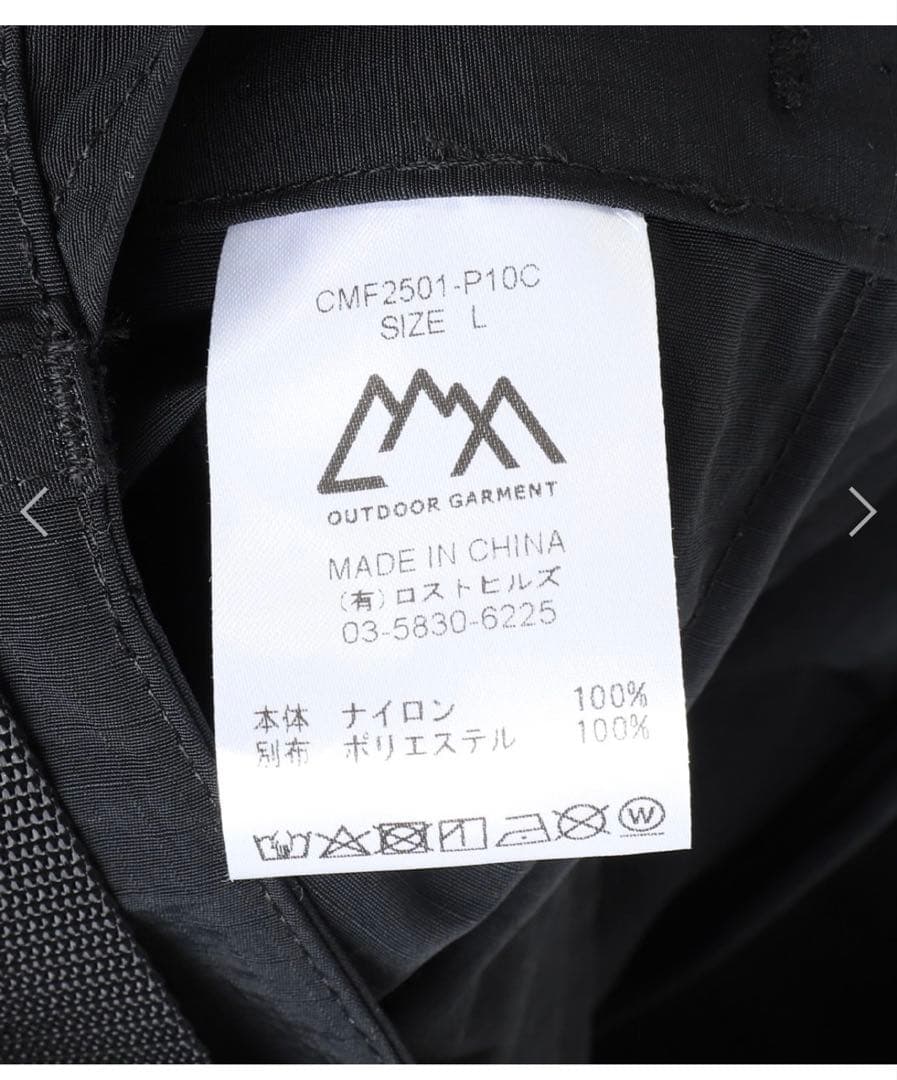 CMF2501-P10C
SIZE L
OUTDOOR GARMENT
MADE IN CHINA
(有)ロストヒルズ
03-5830-6225
本体 ナイロン 100%
別布 ポリエステル 100%
W